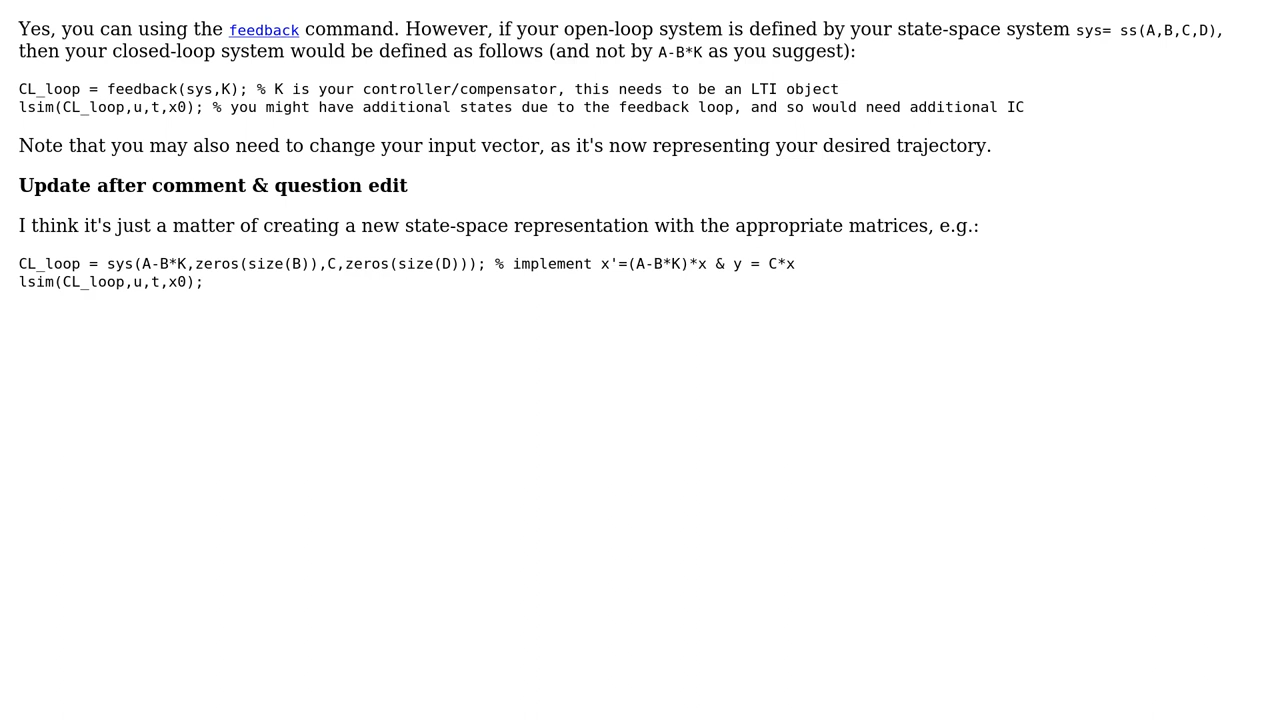 Yes, you can using the feedback command. However, if your open-loop system is defined by your state-space system sys= ss(A,B,C,D),
then your closed-loop system would be defined as follows (and not by A-B*K as you suggest):
CL_loop = feedback(sys,K); % K is your controller/compensator, this needs to be an LTI object
lsim(CL_loop,u,t,x0); % you might have additional states due to the feedback loop, and so would need additional IC
Note that you may also need to change your input vector, as it's now representing your desired trajectory.
Update after comment & question edit
I think it's just a matter of creating a new state-space representation with the appropriate matrices, e.g.:
CL_loop = sys(A-B*K,zeros(size(B)),C,zeros(size(D))); % implement x'=(A-B*K)*x & y = C*x
lsim(CL_loop,u,t,x0);